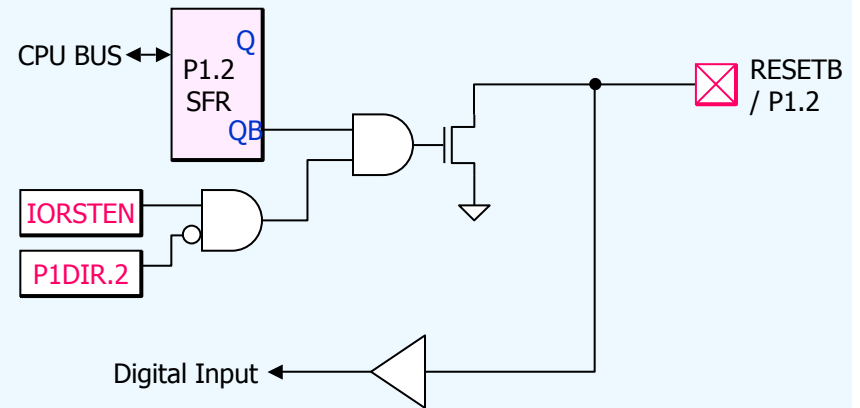 CPU BUS
Q
P1.2
SFR
QB
RESETB
/ P1.2
IORSTEN
P1DIR.2
Digital Input